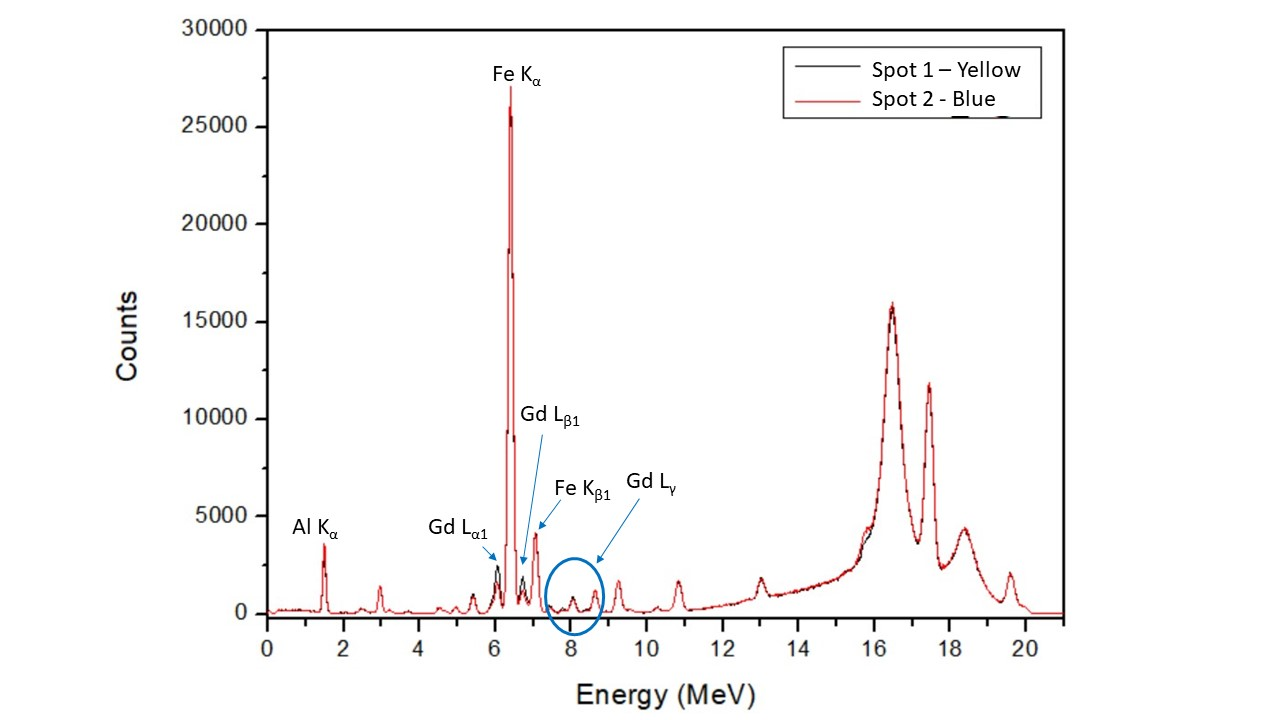 30000
25000
20000
15000
10000
5000
0
Counts
Fe Kα
Spot 1 – Yellow
Spot 2 - Blue
Gd Lβ1
Fe Kβ1
Gd Lγ
Al Kα
Gd Lα1
0 2 4 6 8 10 12 14 16 18 20
Energy (MeV)